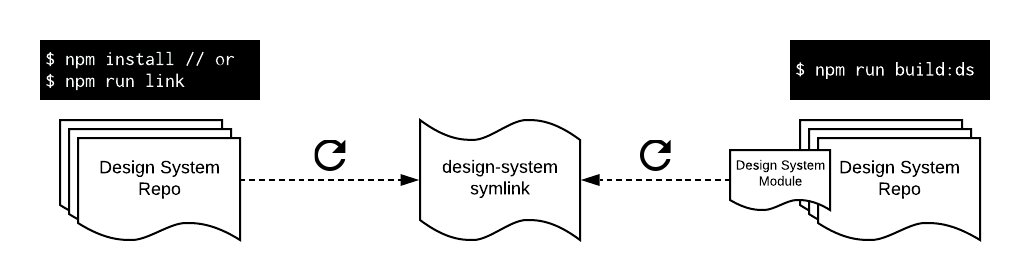 $ npm install // or
$ npm run link
$ npm run build:ds
Design System
Repo
design-system
symlink
Design System
Module
Design System
Repo